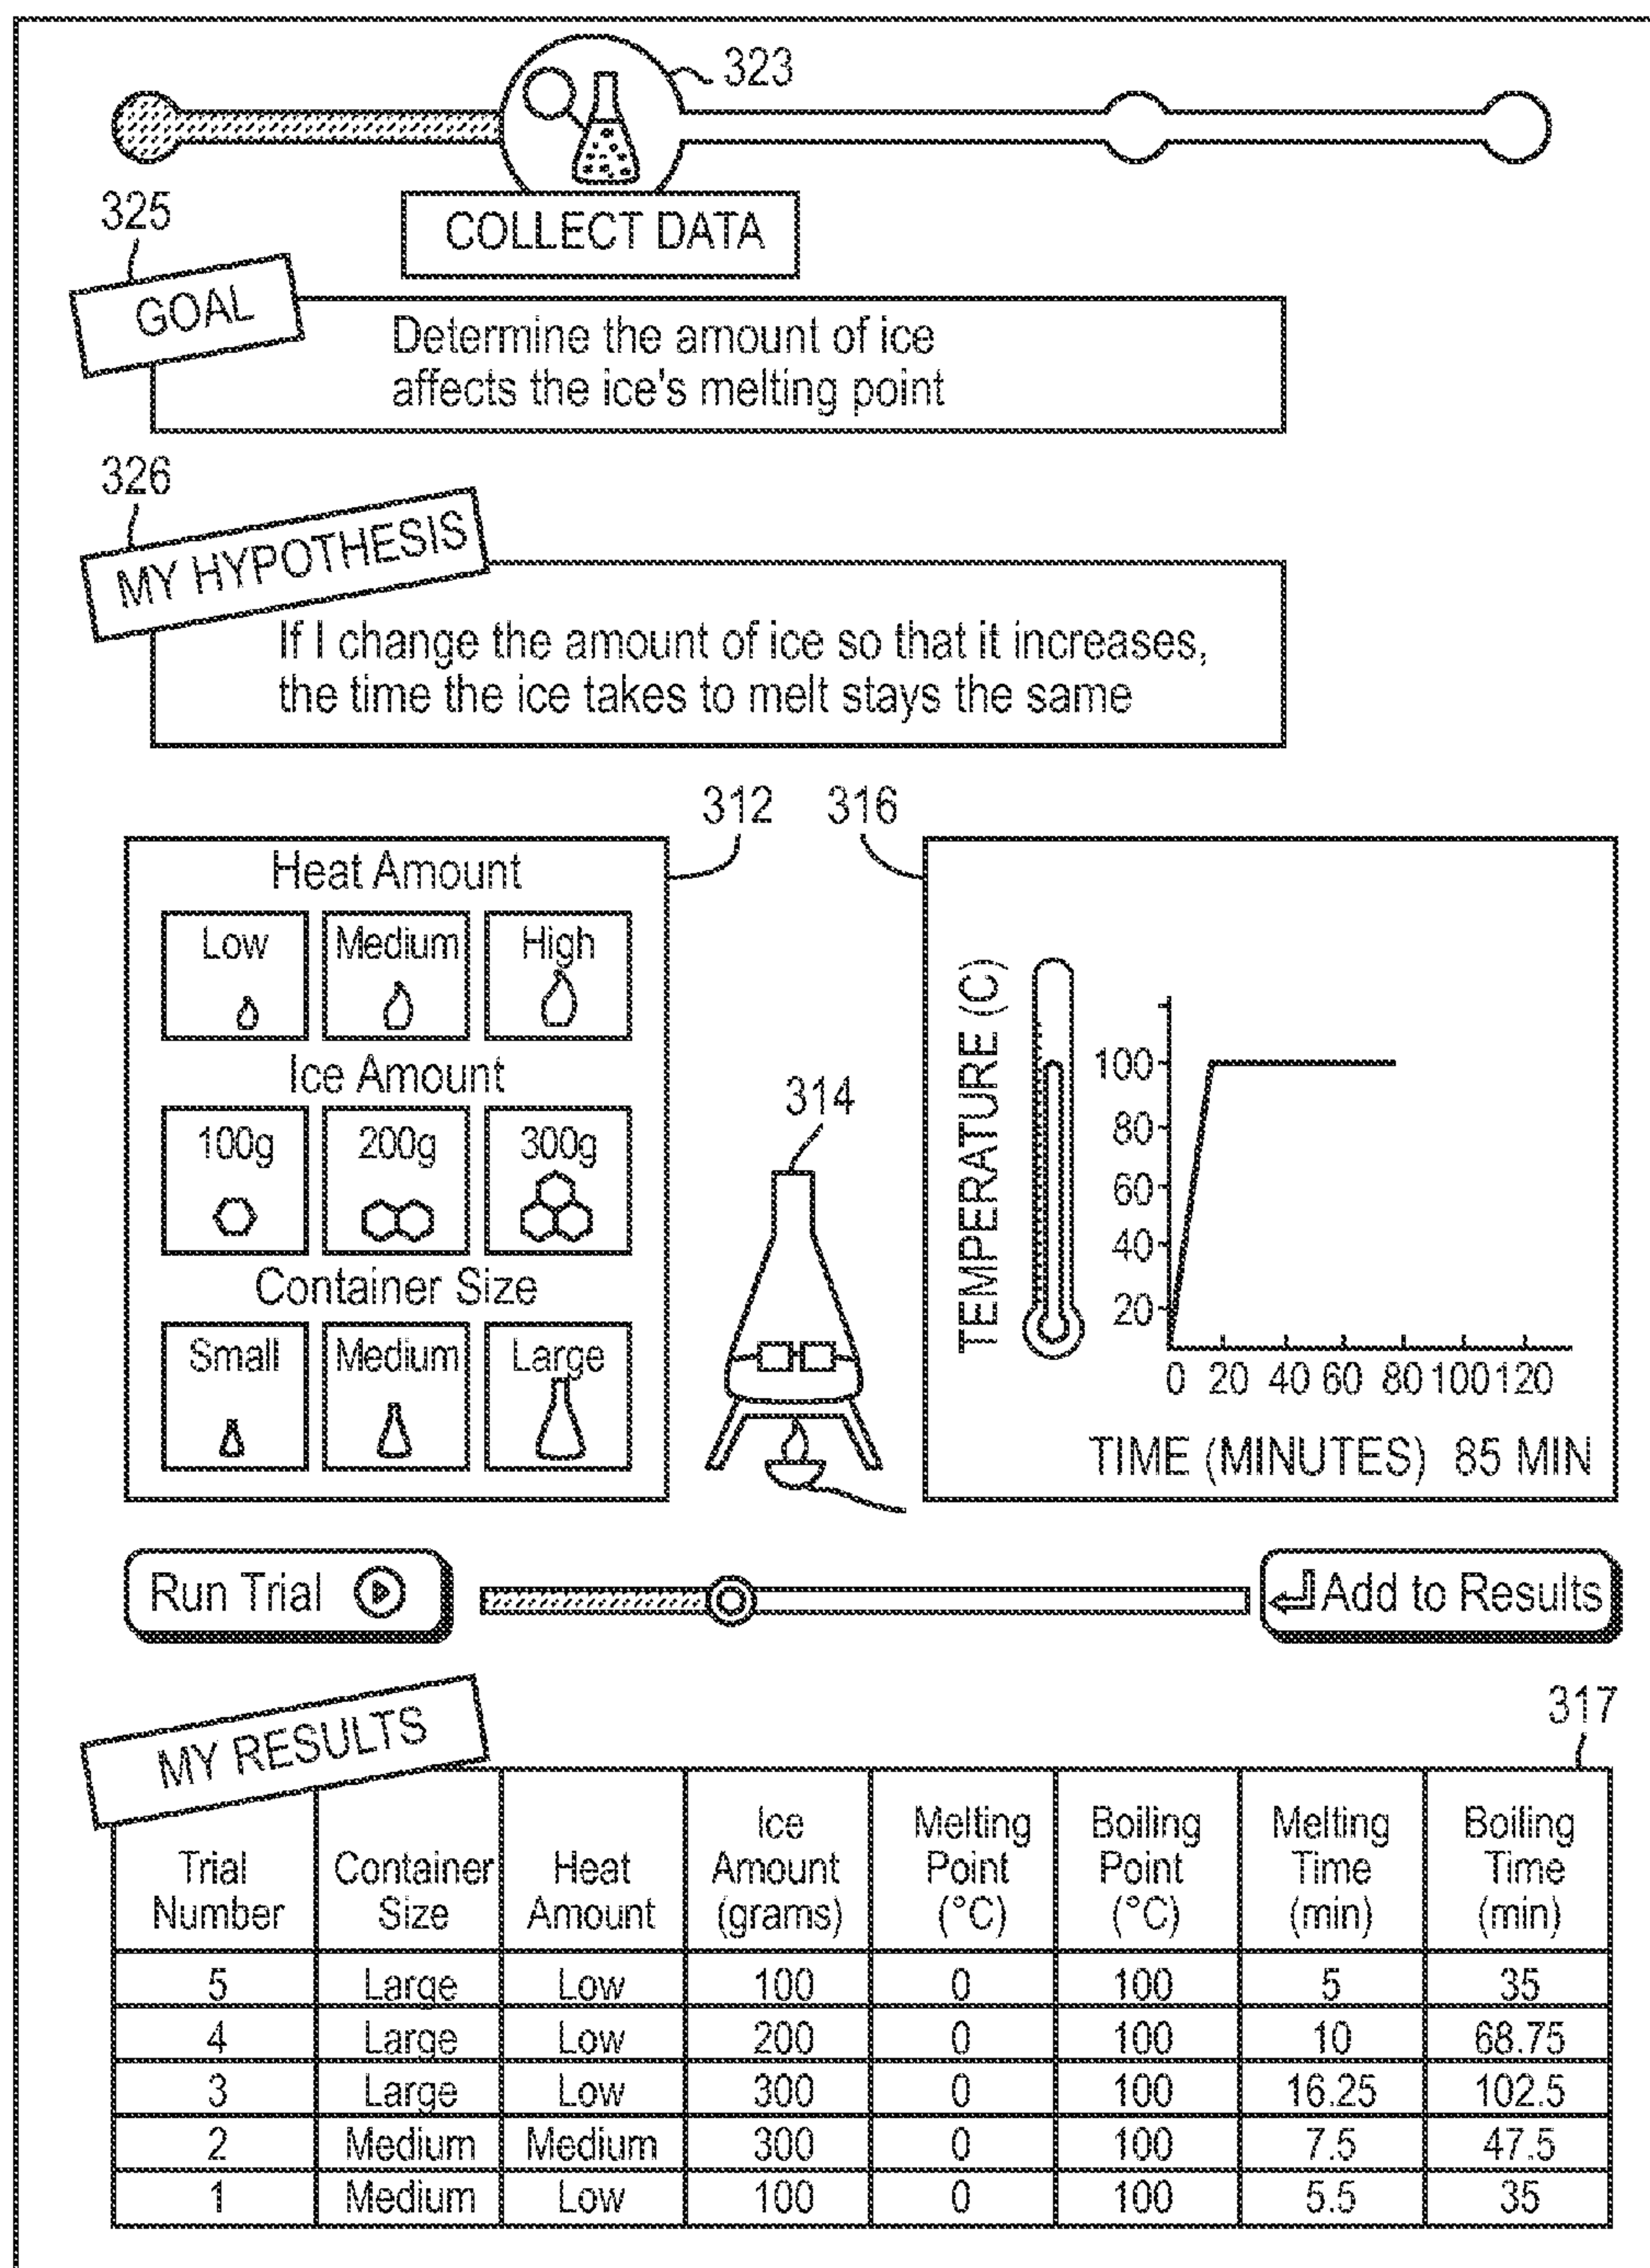 323
COLLECT DATA
325
GOAL
Determine the amount of ice
affects the ice's melting point
326
MY HYPOTHESIS
If I change the amount of ice so that it increases,
the time the ice takes to melt stays the same
312
316
Heat Amount
Low Medium High
Ice Amount
100g 200g 300g
Container Size
Small Medium Large
314
TEMPERATURE (C)
100
80
60
40
20
0 20 40 60 80 100 120
TIME (MINUTES) 85 MIN
Run Trial
Add to Results
MY RESULTS
317
Trial Number Container Size Heat Amount Ice Amount (grams) Melting Point (°C) Boiling Point (°C) Melting Time (min) Boiling Time (min)
5 Large Low 100 0 100 5 35
4 Large Low 200 0 100 10 68.75
3 Large Low 300 0 100 16.25 102.5
2 Medium Medium 300 0 100 7.5 47.5
1 Medium Low 100 0 100 5.5 35